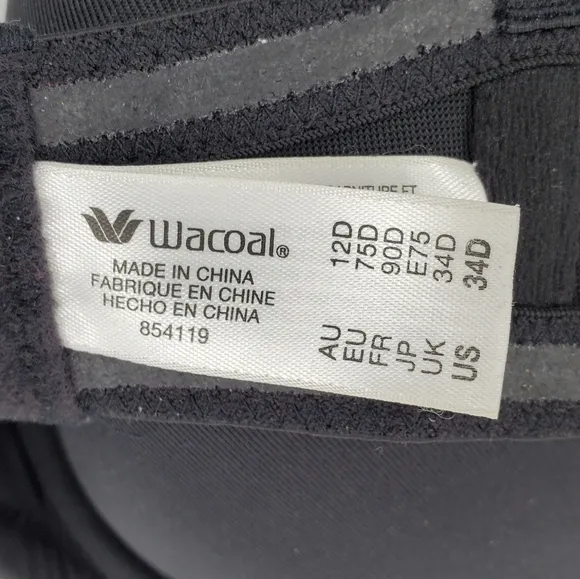 Wacoal®
MADE IN CHINA
FABRIQUE EN CHINE
HECHO EN CHINA
854119
AU 12D
EU 75D
FR 90D
JP E75
UK 34D
US 34D